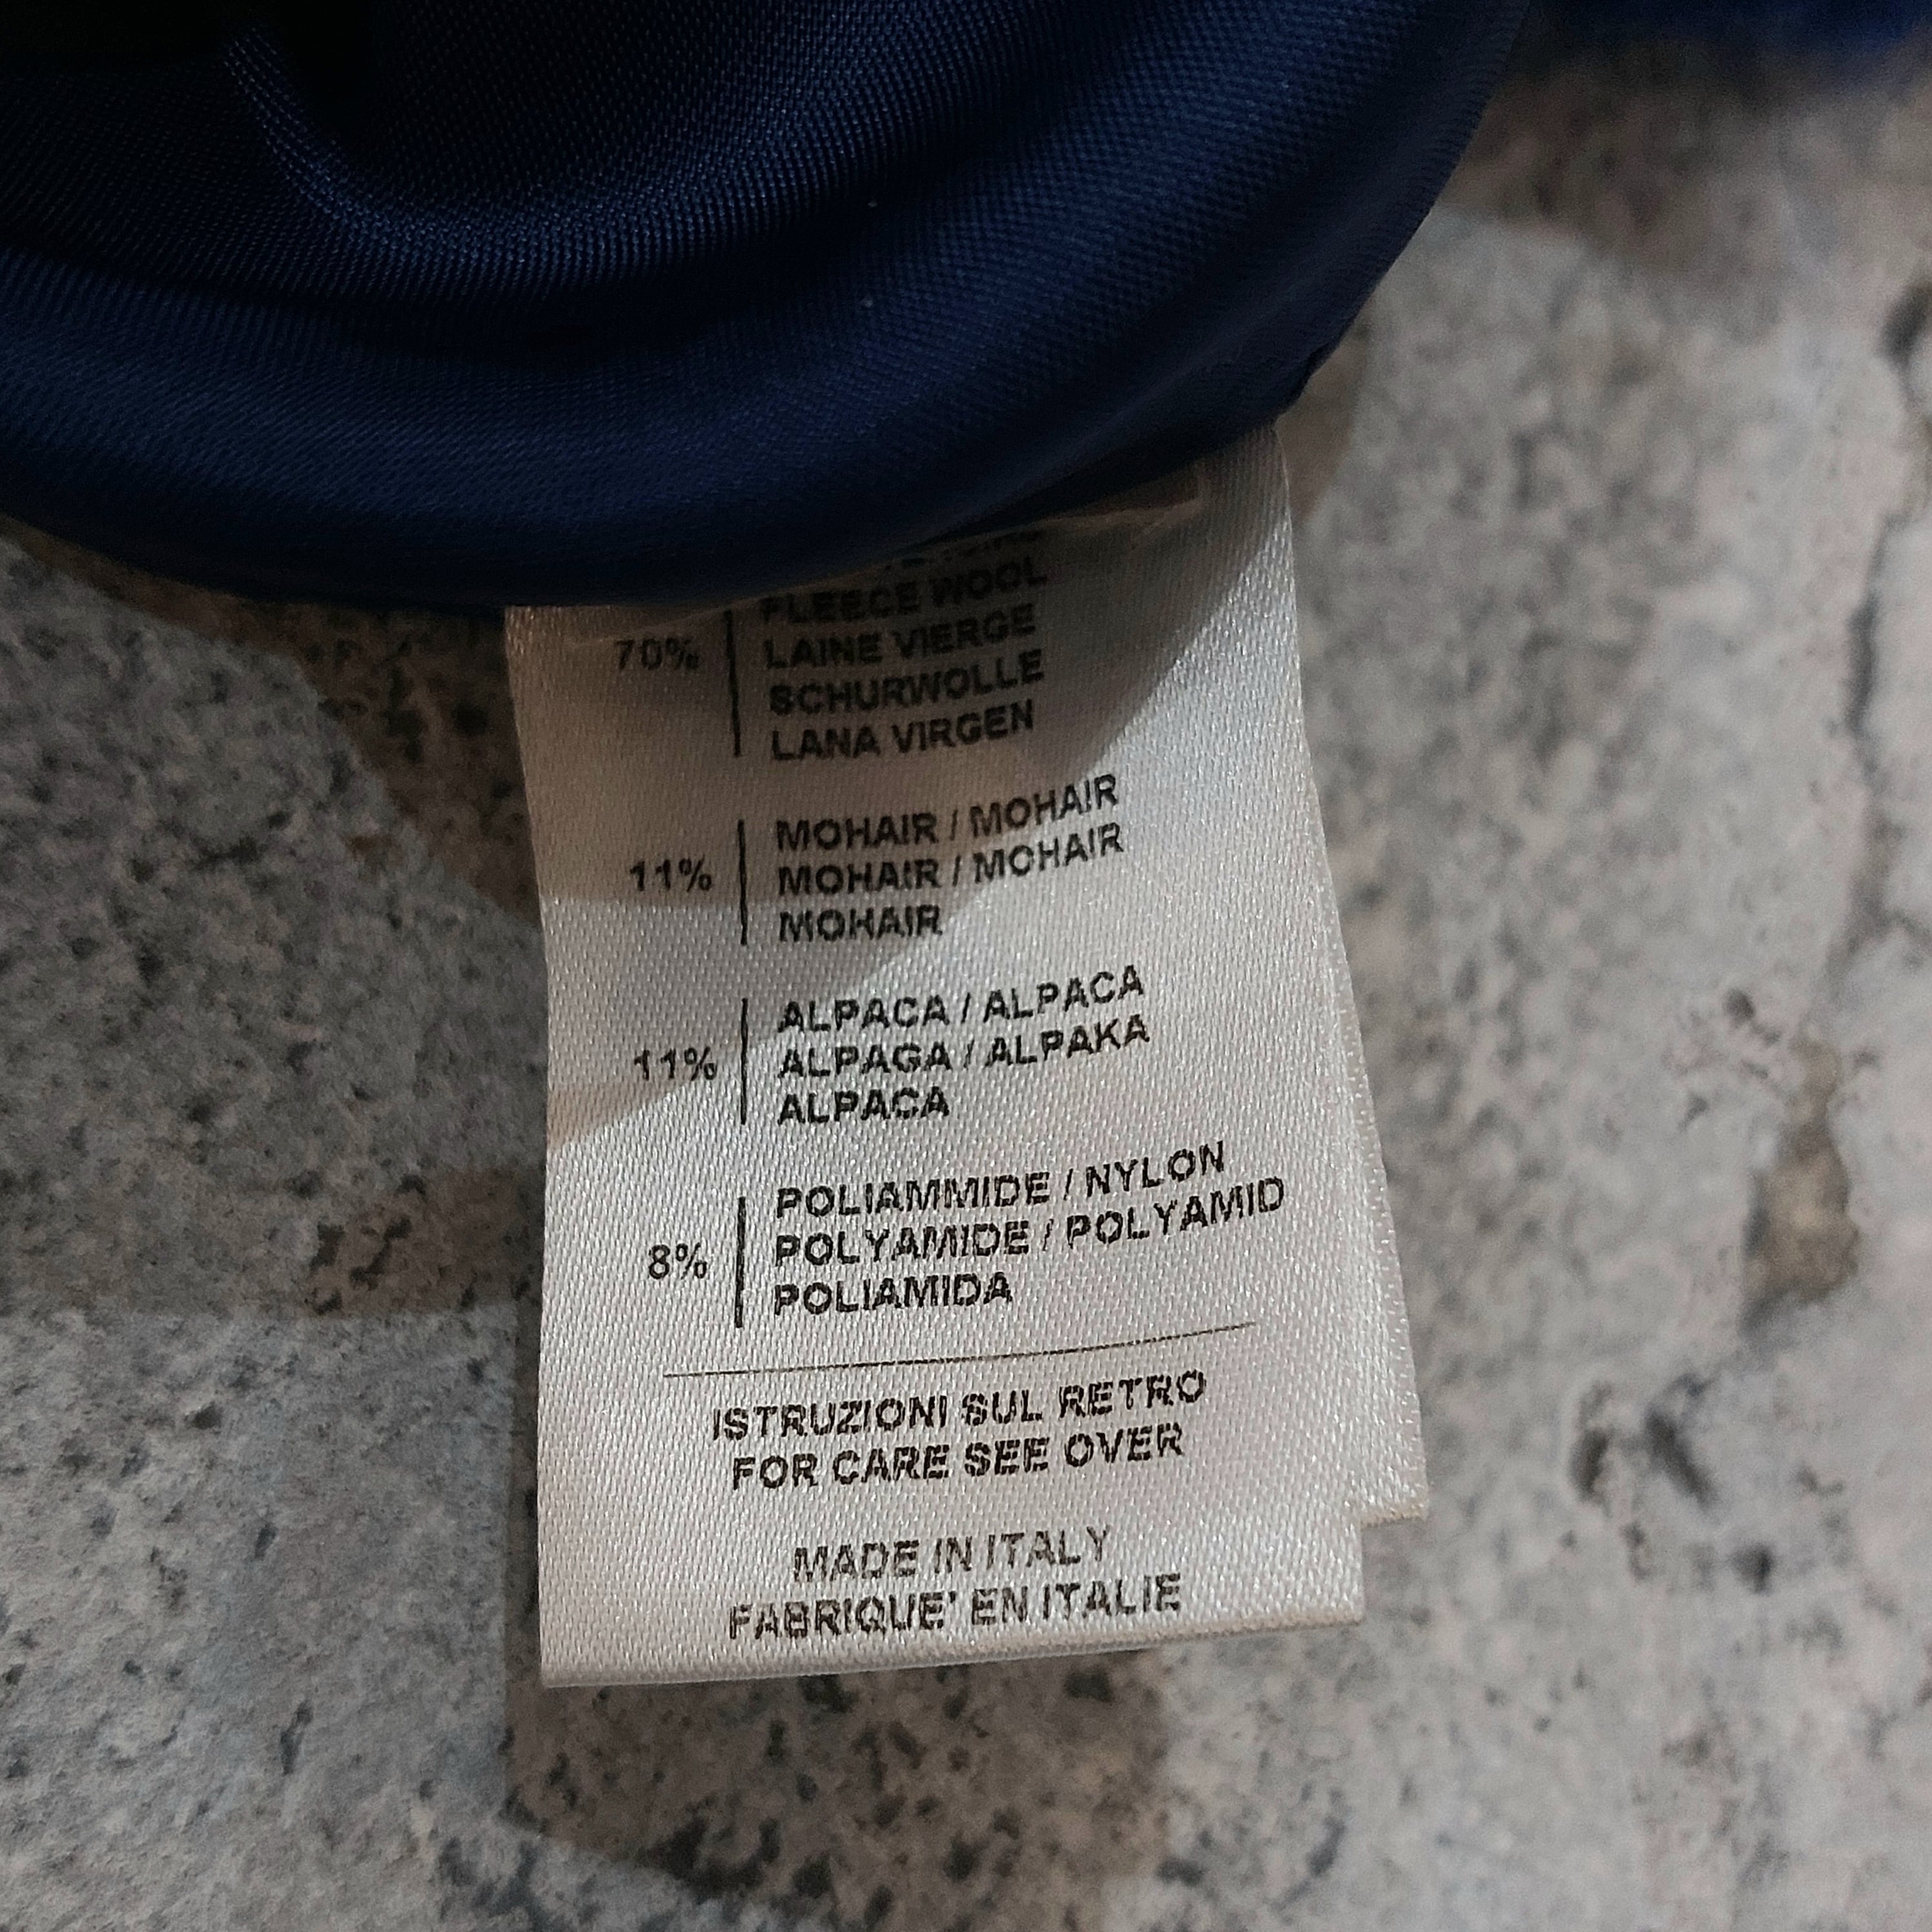 FLEECE WOOL
70% LAINE VIERGE
SCHURWOLLE
LANA VIRGEN
MOHAIR / MOHAIR
11% MOHAIR / MOHAIR
MOHAIR
ALPACA / ALPACA
11% ALPAGA / ALPAKA
ALPACA
POLIAMMIDE / NYLON
8% POLYAMIDE / POLYAMID
POLIAMIDA
ISTRUZIONI SUL RETRO
FOR CARE SEE OVER
MADE IN ITALY
FABRIQUE' EN ITALIE